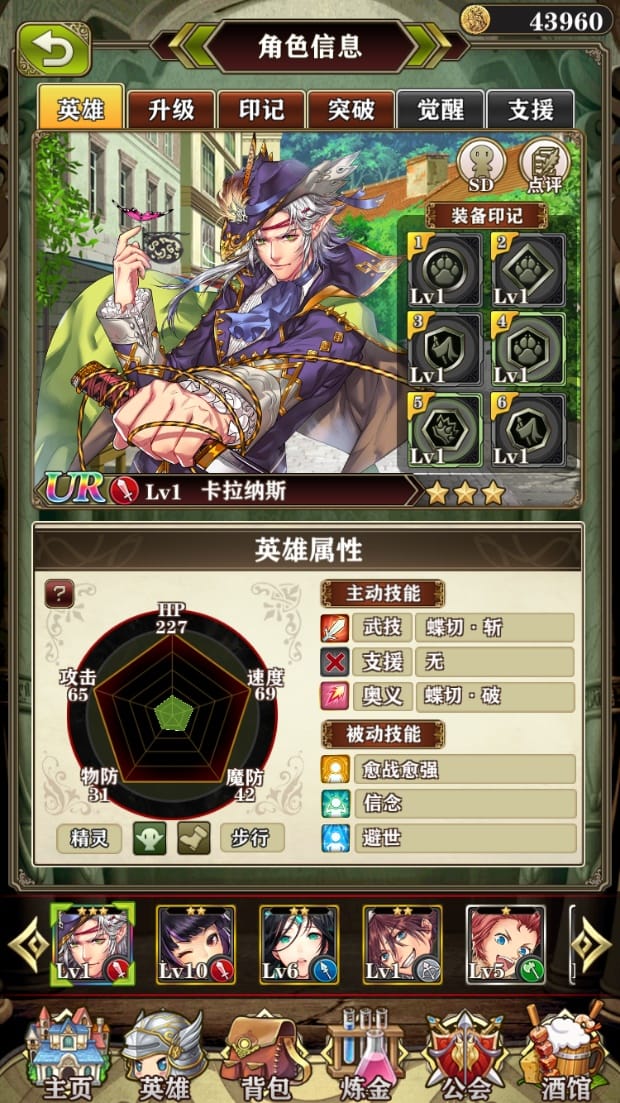 43960
角色信息
英雄 升级 印记 突破 觉醒 支援
SD 点评
装备印记
1 Lv1 2 Lv1
3 Lv1 4 Lv1
5 Lv1 6 Lv1
UR Lv1 卡拉纳斯
英雄属性
?
HP
227
攻击
65
速度
69
物防
31
魔防
42
精灵 步行
主动技能
武技 蝶切·斩
支援 无
奥义 蝶切·破
被动技能
愈战愈强
信念
避世
Lv1 Lv10 Lv6 Lv1 Lv5
主页 英雄 背包 炼金 公会 酒馆